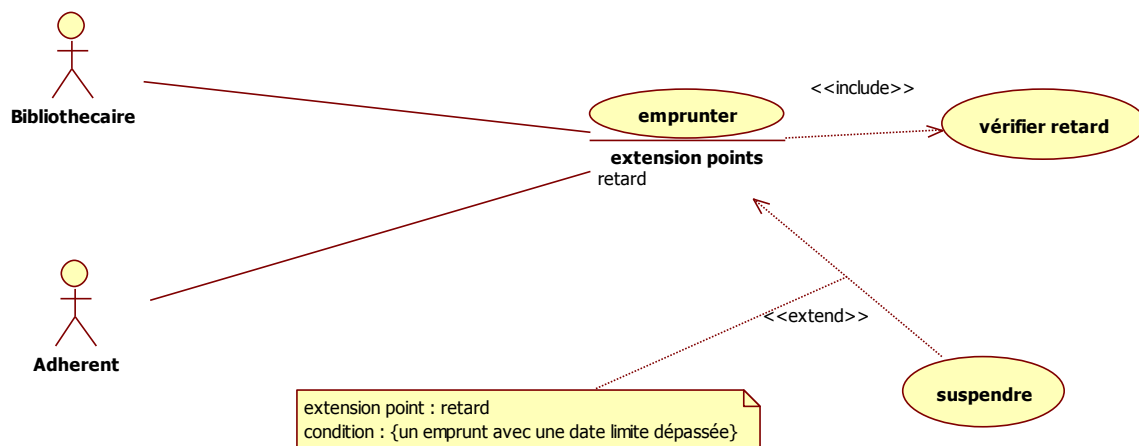 Bibliothecaire
emprunter
extension points
retard
<<include>>
vérifier retard
Adherent
<<extend>>
suspendre
extension point : retard
condition : {un emprunt avec une date limite dépassée}